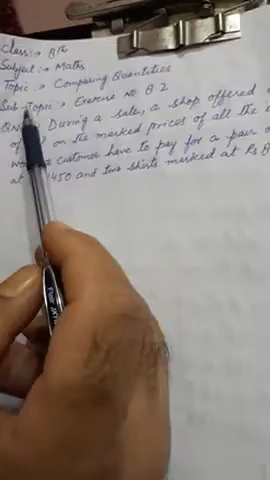 Class:→ 8th
Subject:→ Maths
Topic:→ Comparing Quantities
Sub-Topic:→ Exercise No 8.2
QN During a sale, a shop offered
of on the marked prices of all the
a customer have to pay for a pair
at 1450 and two shirts marked at Rs